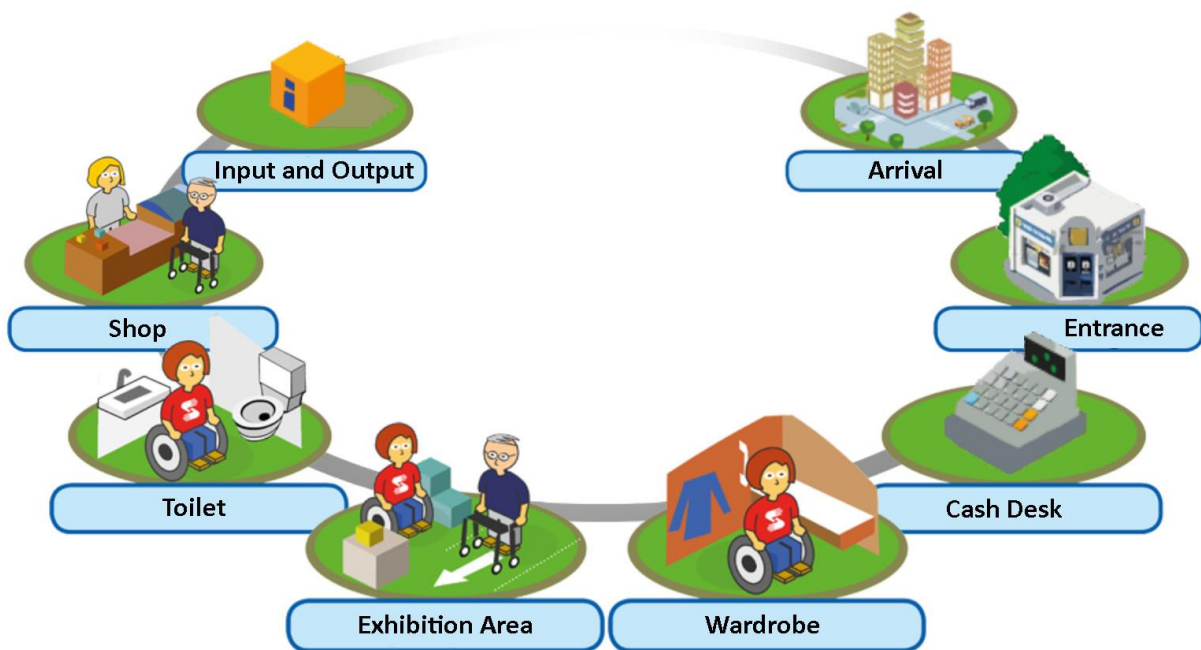 Input and Output
Arrival
Shop
Entrance
Toilet
Cash Desk
Exhibition Area
Wardrobe